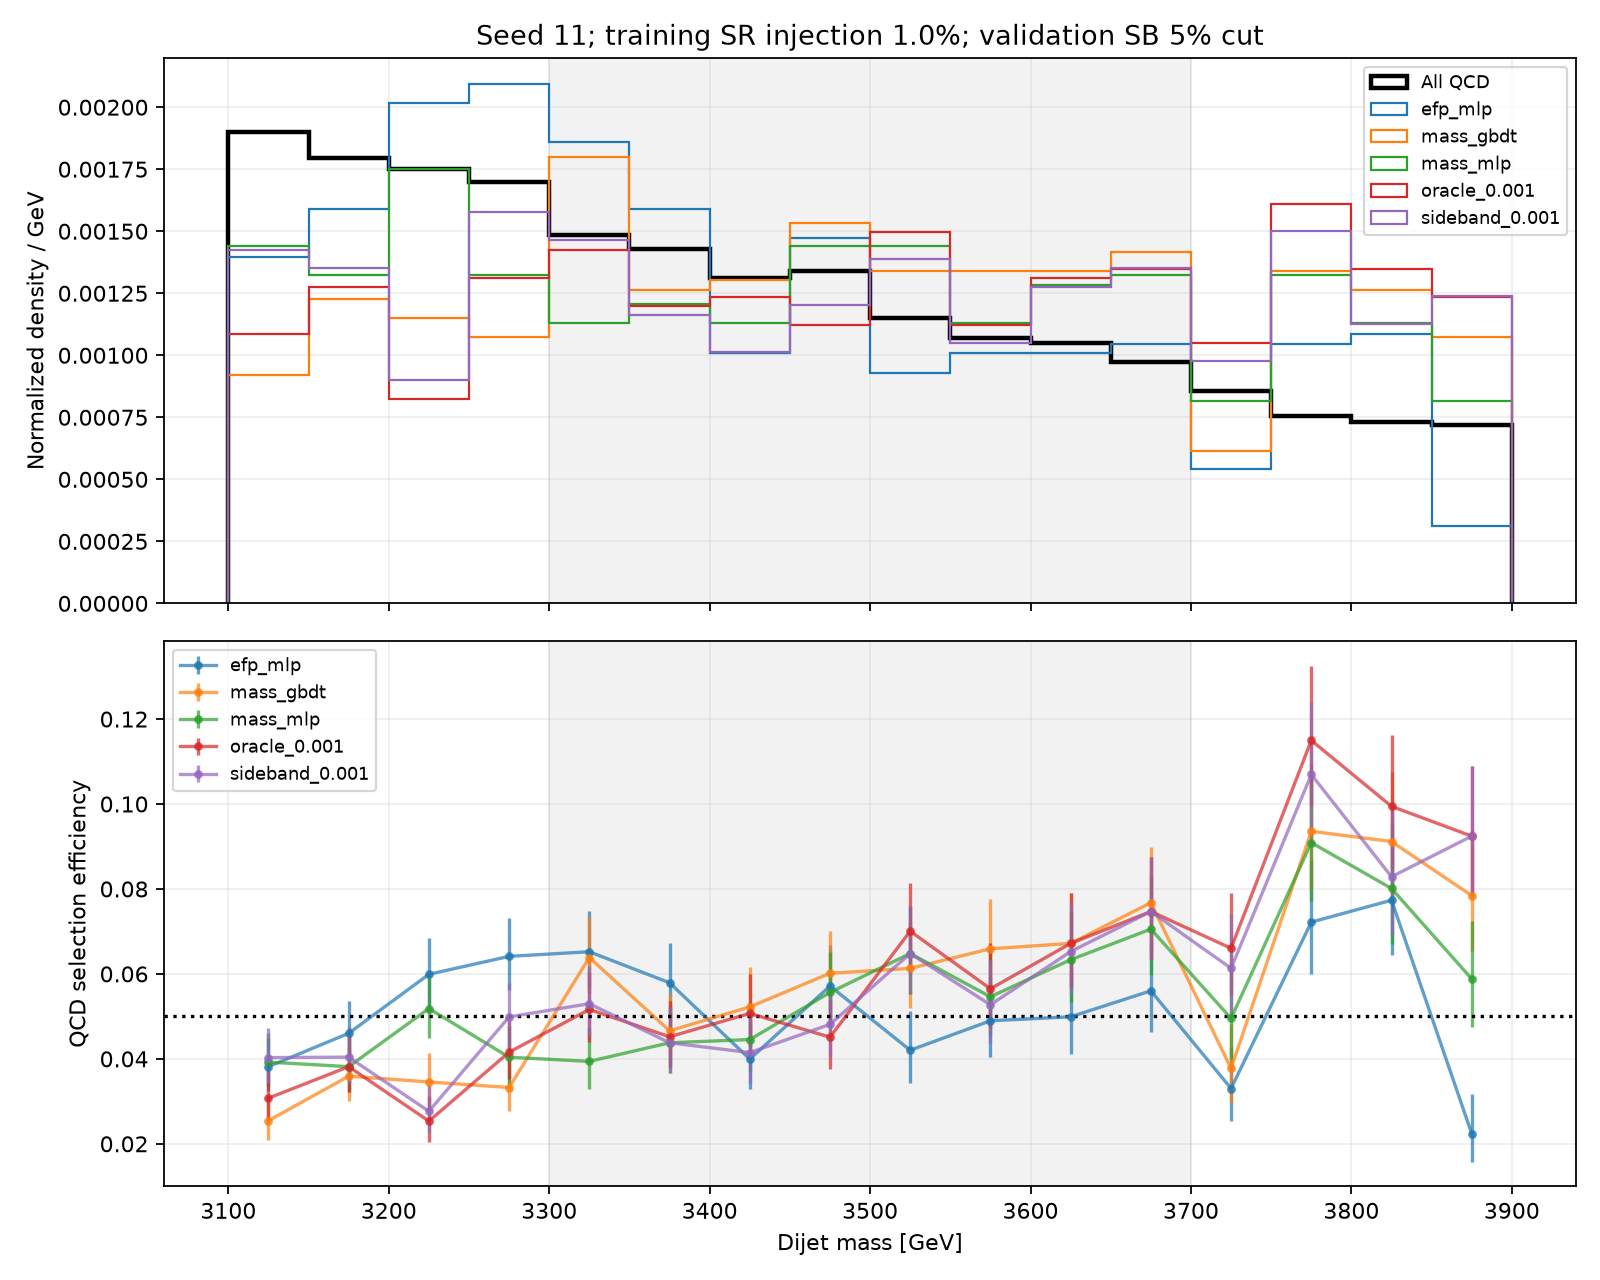 Seed 11; training SR injection 1.0%; validation SB 5% cut
Normalized density / GeV
0.00200
0.00175
0.00150
0.00125
0.00100
0.00075
0.00050
0.00025
0.00000
All QCD
efp_mlp
mass_gbdt
mass_mlp
oracle_0.001
sideband_0.001
QCD selection efficiency
0.12
0.10
0.08
0.06
0.04
0.02
efp_mlp
mass_gbdt
mass_mlp
oracle_0.001
sideband_0.001
3100 3200 3300 3400 3500 3600 3700 3800 3900
Dijet mass [GeV]